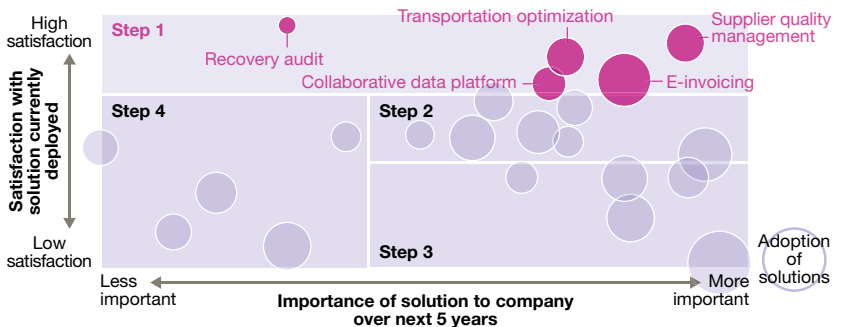 High
satisfaction
Satisfaction with
solution currently
deployed
Low
satisfaction
Step 1
Recovery audit
Transportation optimization
Collaborative data platform
Supplier quality
management
E-invoicing
Step 4
Step 2
Step 3
Adoption
of
solutions
Less
important
Importance of solution to company
over next 5 years
More
important